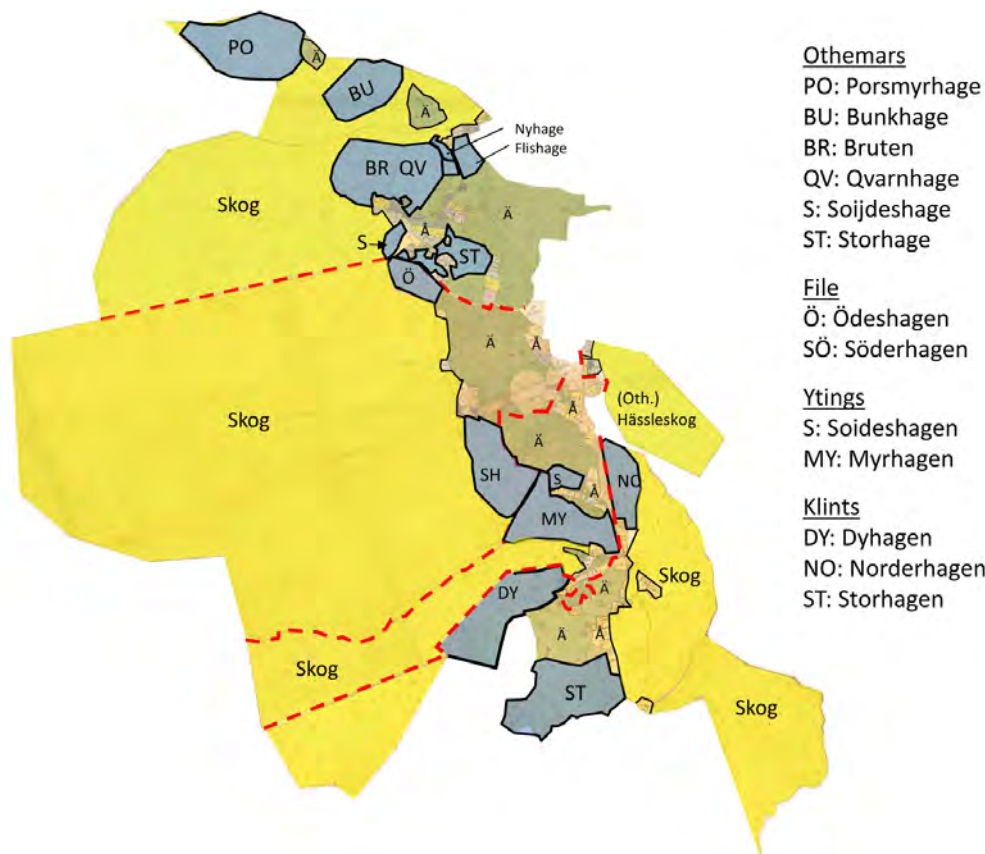 PO
Ä
BU
Ä
Nyhage
Flishage
BR QV
Skog
Ä
S
Å
ST
Ö
Ä
Å
Skog
(Oth.)
Hässleskog
Å
Ä
SH
S
Å
NO
MY
Skog
DY
Ä
Ä
Å
Skog
ST
Skog
Othemars
PO: Porsmyrhage
BU: Bunkhage
BR: Bruten
QV: Qvarnhage
S: Soijdeshage
ST: Storhage
File
Ö: Ödeshagen
SÖ: Söderhagen
Ytings
S: Soideshagen
MY: Myrhagen
Klints
DY: Dyhagen
NO: Norderhagen
ST: Storhagen